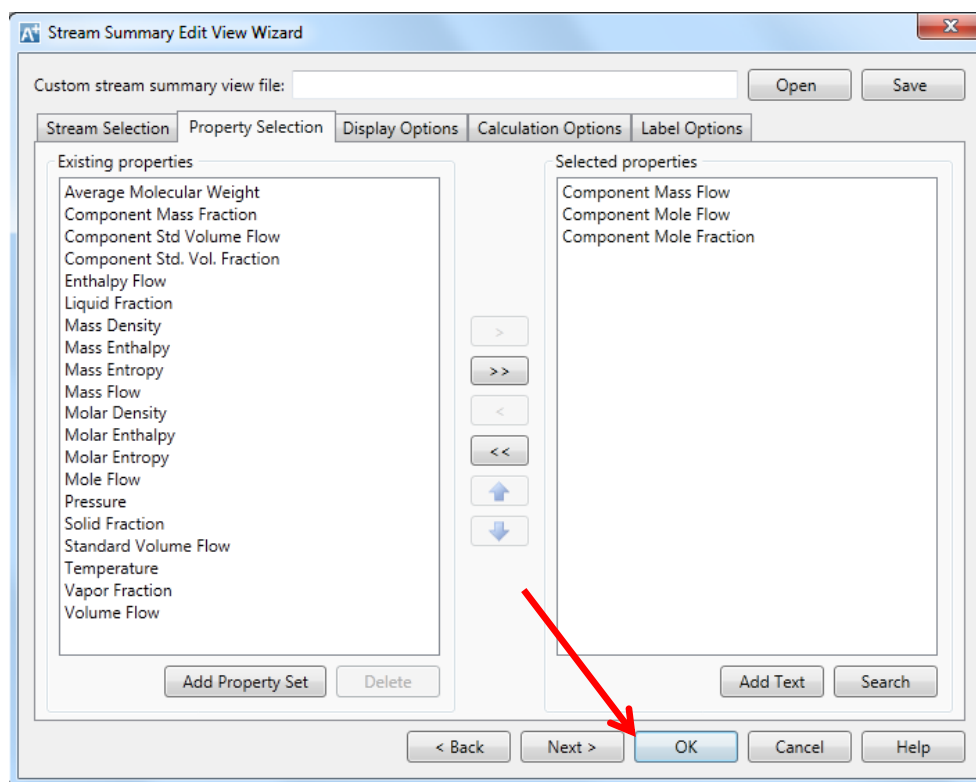 A+ Stream Summary Edit View Wizard
Custom stream summary view file: Open Save
Stream Selection Property Selection Display Options Calculation Options Label Options
Existing properties
Average Molecular Weight
Component Mass Fraction
Component Std Volume Flow
Component Std. Vol. Fraction
Enthalpy Flow
Liquid Fraction
Mass Density
Mass Enthalpy
Mass Entropy
Mass Flow
Molar Density
Molar Enthalpy
Molar Entropy
Mole Flow
Pressure
Solid Fraction
Standard Volume Flow
Temperature
Vapor Fraction
Volume Flow
Add Property Set Delete
>
>>
<
<<
Selected properties
Component Mass Flow
Component Mole Flow
Component Mole Fraction
Add Text Search
< Back Next > OK Cancel Help